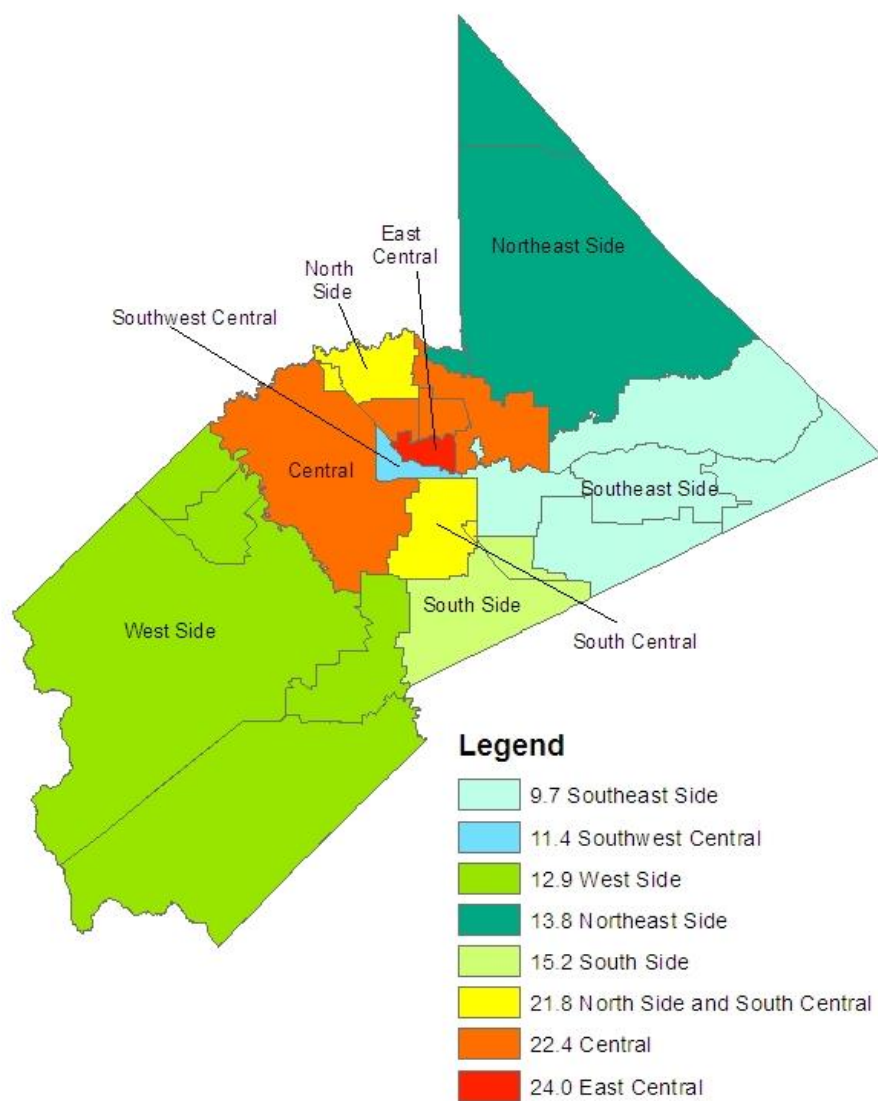 East
Central
Northeast Side
North
Side
Southwest Central
Central
Southeast Side
South Side
West Side
South Central
Legend
9.7 Southeast Side
11.4 Southwest Central
12.9 West Side
13.8 Northeast Side
15.2 South Side
21.8 North Side and South Central
22.4 Central
24.0 East Central